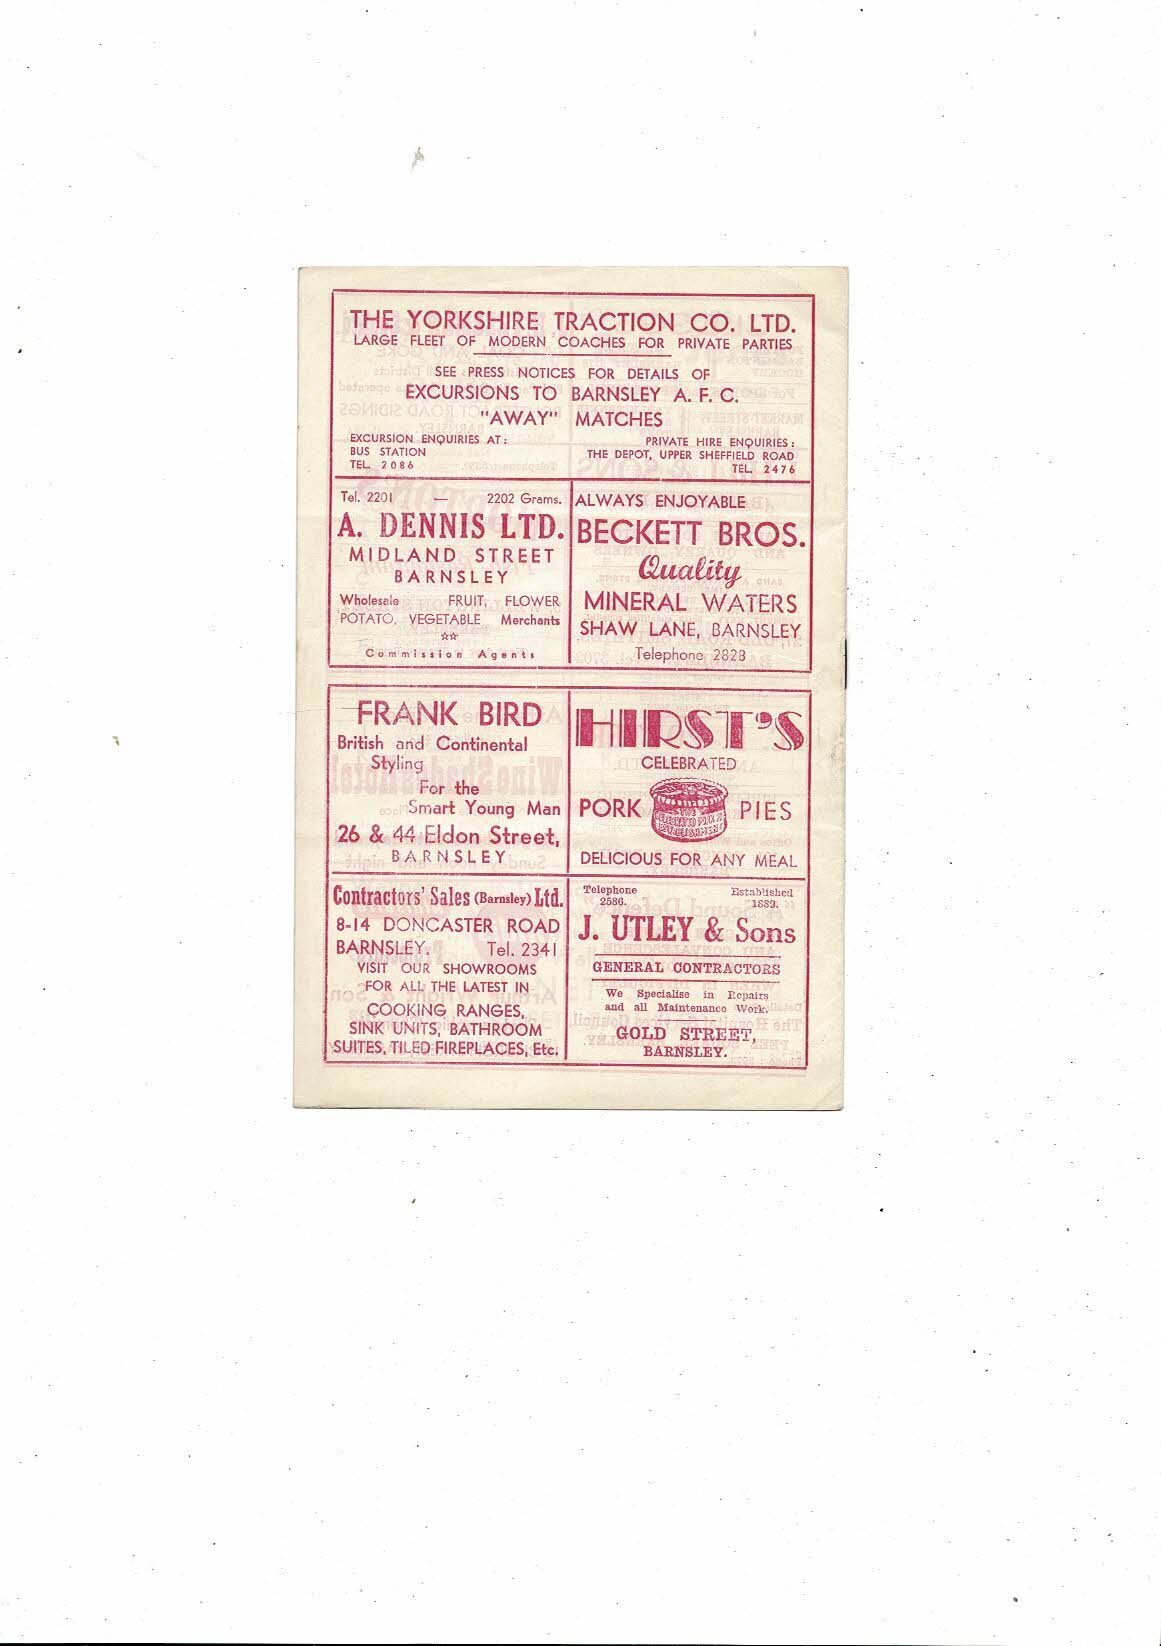 THE YORKSHIRE TRACTION CO. LTD.
LARGE FLEET OF MODERN COACHES FOR PRIVATE PARTIES
SEE PRESS NOTICES FOR DETAILS OF
EXCURSIONS TO BARNSLEY A. F. C.
"AWAY" MATCHES
EXCURSION ENQUIRIES AT:
BUS STATION
TEL. 2086
PRIVATE HIRE ENQUIRIES:
THE DEPOT, UPPER SHEFFIELD ROAD
TEL. 2476
Tel. 2201 — 2202 Grams.
A. DENNIS LTD.
MIDLAND STREET
BARNSLEY
Wholesale FRUIT, FLOWER
POTATO, VEGETABLE Merchants
☆☆
Commission Agents
ALWAYS ENJOYABLE
BECKETT BROS.
Quality
MINERAL WATERS
SHAW LANE, BARNSLEY
Telephone 2828
FRANK BIRD
British and Continental
Styling
For the
Smart Young Man
26 & 44 Eldon Street,
BARNSLEY
HIRST'S
CELEBRATED
PORK PIES
DELICIOUS FOR ANY MEAL
Contractors' Sales (Barnsley) Ltd.
8-14 DONCASTER ROAD
BARNSLEY. Tel. 2341
VISIT OUR SHOWROOMS
FOR ALL THE LATEST IN
COOKING RANGES,
SINK UNITS, BATHROOM
SUITES, TILED FIREPLACES, Etc.
Telephone 2586.
Established 1889.
J. UTLEY & Sons
GENERAL CONTRACTORS
We Specialise in Repairs
and all Maintenance Work.
GOLD STREET,
BARNSLEY.